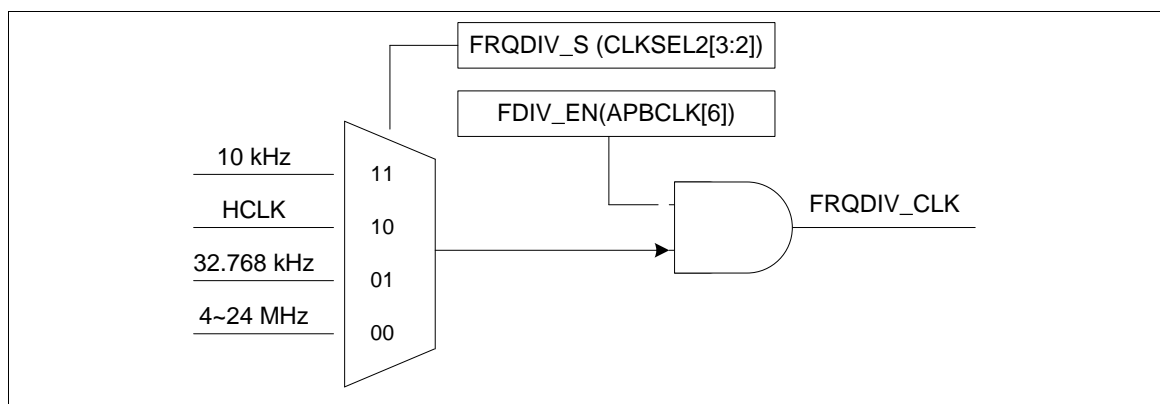 FRQDIV_S (CLKSEL2[3:2])
FDIV_EN(APBCLK[6])
10 kHz
11
HCLK
10
32.768 kHz
01
4~24 MHz
00
FRQDIV_CLK